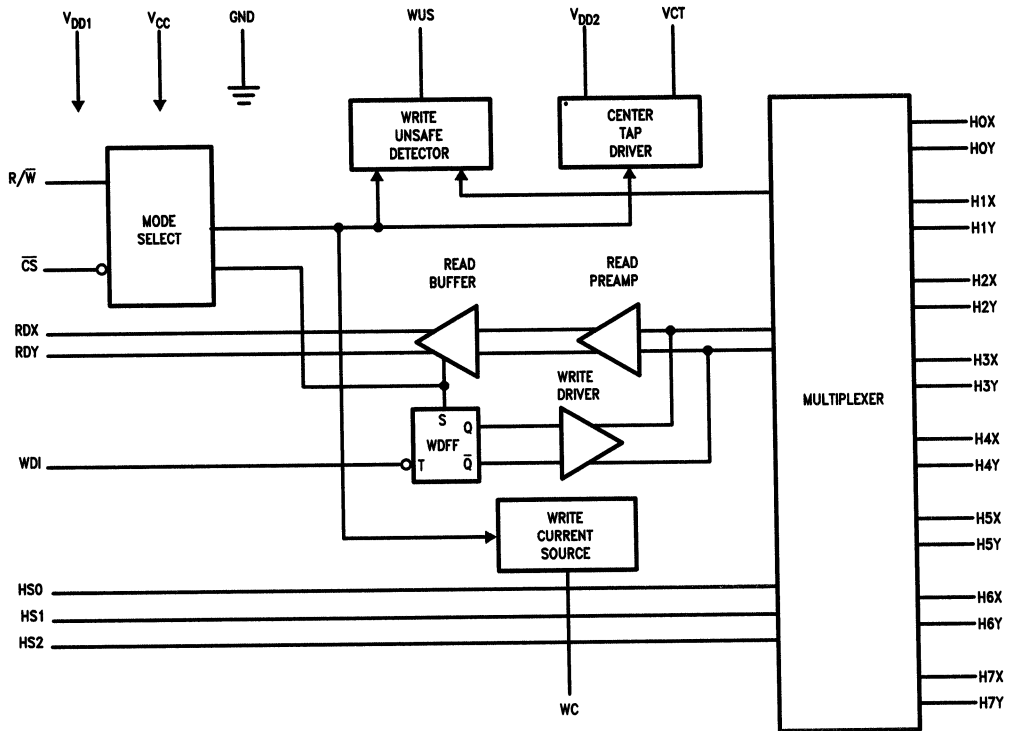 VDD1
VCC
GND
WUS
VDD2
VCT
WRITE
UNSAFE
DETECTOR
CENTER
TAP
DRIVER
R/W̅
C̅S̅
MODE
SELECT
READ
BUFFER
READ
PREAMP
RDX
RDY
WRITE
DRIVER
S
Q
WDFF
T
Q̅
WDI
WRITE
CURRENT
SOURCE
HS0
HS1
HS2
WC
MULTIPLEXER
H0X
H0Y
H1X
H1Y
H2X
H2Y
H3X
H3Y
H4X
H4Y
H5X
H5Y
H6X
H6Y
H7X
H7Y